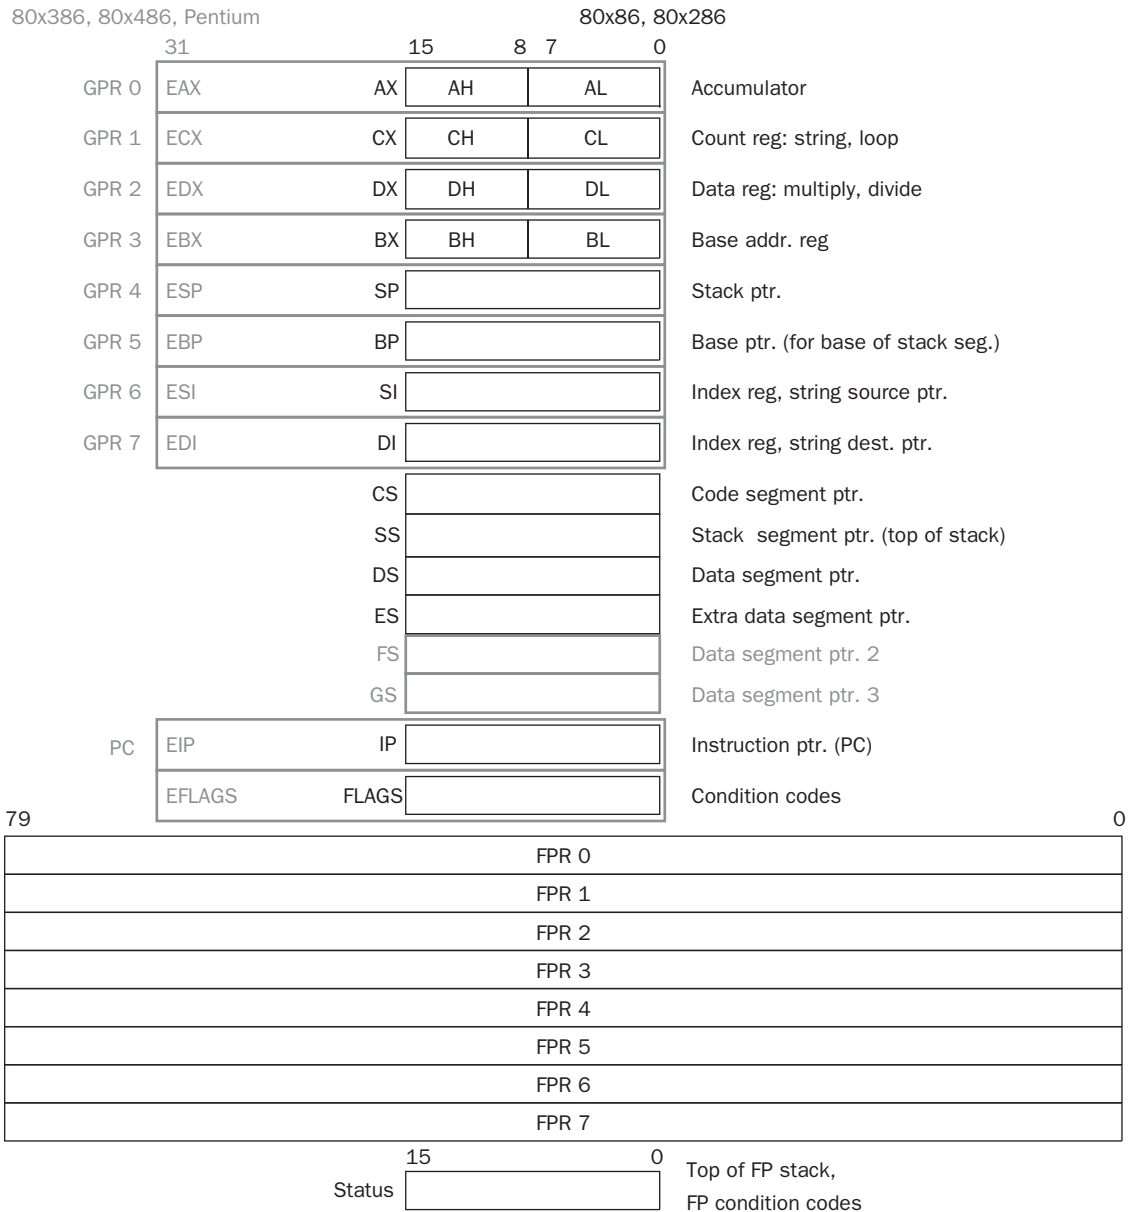 80x386, 80x486, Pentium 80x86, 80x286
31 15 8 7 0
GPR 0 EAX AX AH AL Accumulator
GPR 1 ECX CX CH CL Count reg: string, loop
GPR 2 EDX DX DH DL Data reg: multiply, divide
GPR 3 EBX BX BH BL Base addr. reg
GPR 4 ESP SP Stack ptr.
GPR 5 EBP BP Base ptr. (for base of stack seg.)
GPR 6 ESI SI Index reg, string source ptr.
GPR 7 EDI DI Index reg, string dest. ptr.
CS Code segment ptr.
SS Stack segment ptr. (top of stack)
DS Data segment ptr.
ES Extra data segment ptr.
FS Data segment ptr. 2
GS Data segment ptr. 3
PC EIP IP Instruction ptr. (PC)
EFLAGS FLAGS Condition codes
79 0
FPR 0
FPR 1
FPR 2
FPR 3
FPR 4
FPR 5
FPR 6
FPR 7
15 0
Status Top of FP stack,
FP condition codes